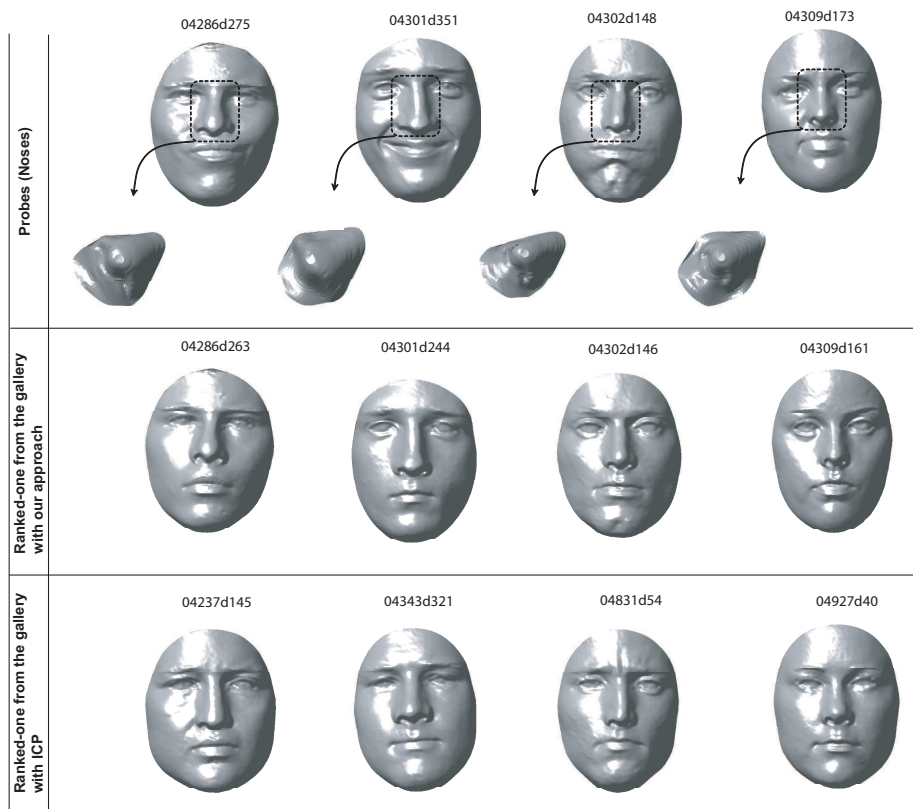 04286d275
04301d351
04302d148
04309d173
Probes (Noses)
04286d263
04301d244
04302d146
04309d161
Ranked-one from the gallery
with our approach
04237d145
04343d321
04831d54
04927d40
Ranked-one from the gallery
with ICP